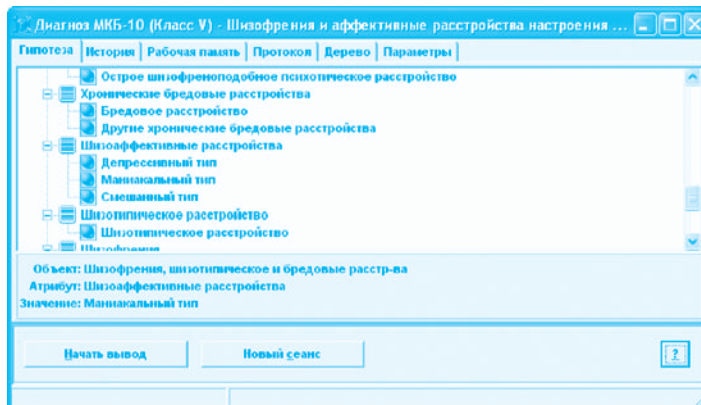 Диагноз МКБ-10 (Класс V) - Шизофрения и аффективные расстройства настроения ...
Гипотеза История Рабочая память Протокол Дерево Параметры
Острое шизофреноподобное психотическое расстройство
Хронические бредовые расстройства
Бредовое расстройство
Другие хронические бредовые расстройства
Шизоаффективные расстройства
Депрессивный тип
Маниакальный тип
Смешанный тип
Шизотипическое расстройство
Шизотипическое расстройство
Шизофрения
Объект: Шизофрения, шизотипическое и бредовые расстр-ва
Атрибут: Шизоаффективные расстройства
Значение: Маниакальный тип
Начать вывод Новый сеанс ?